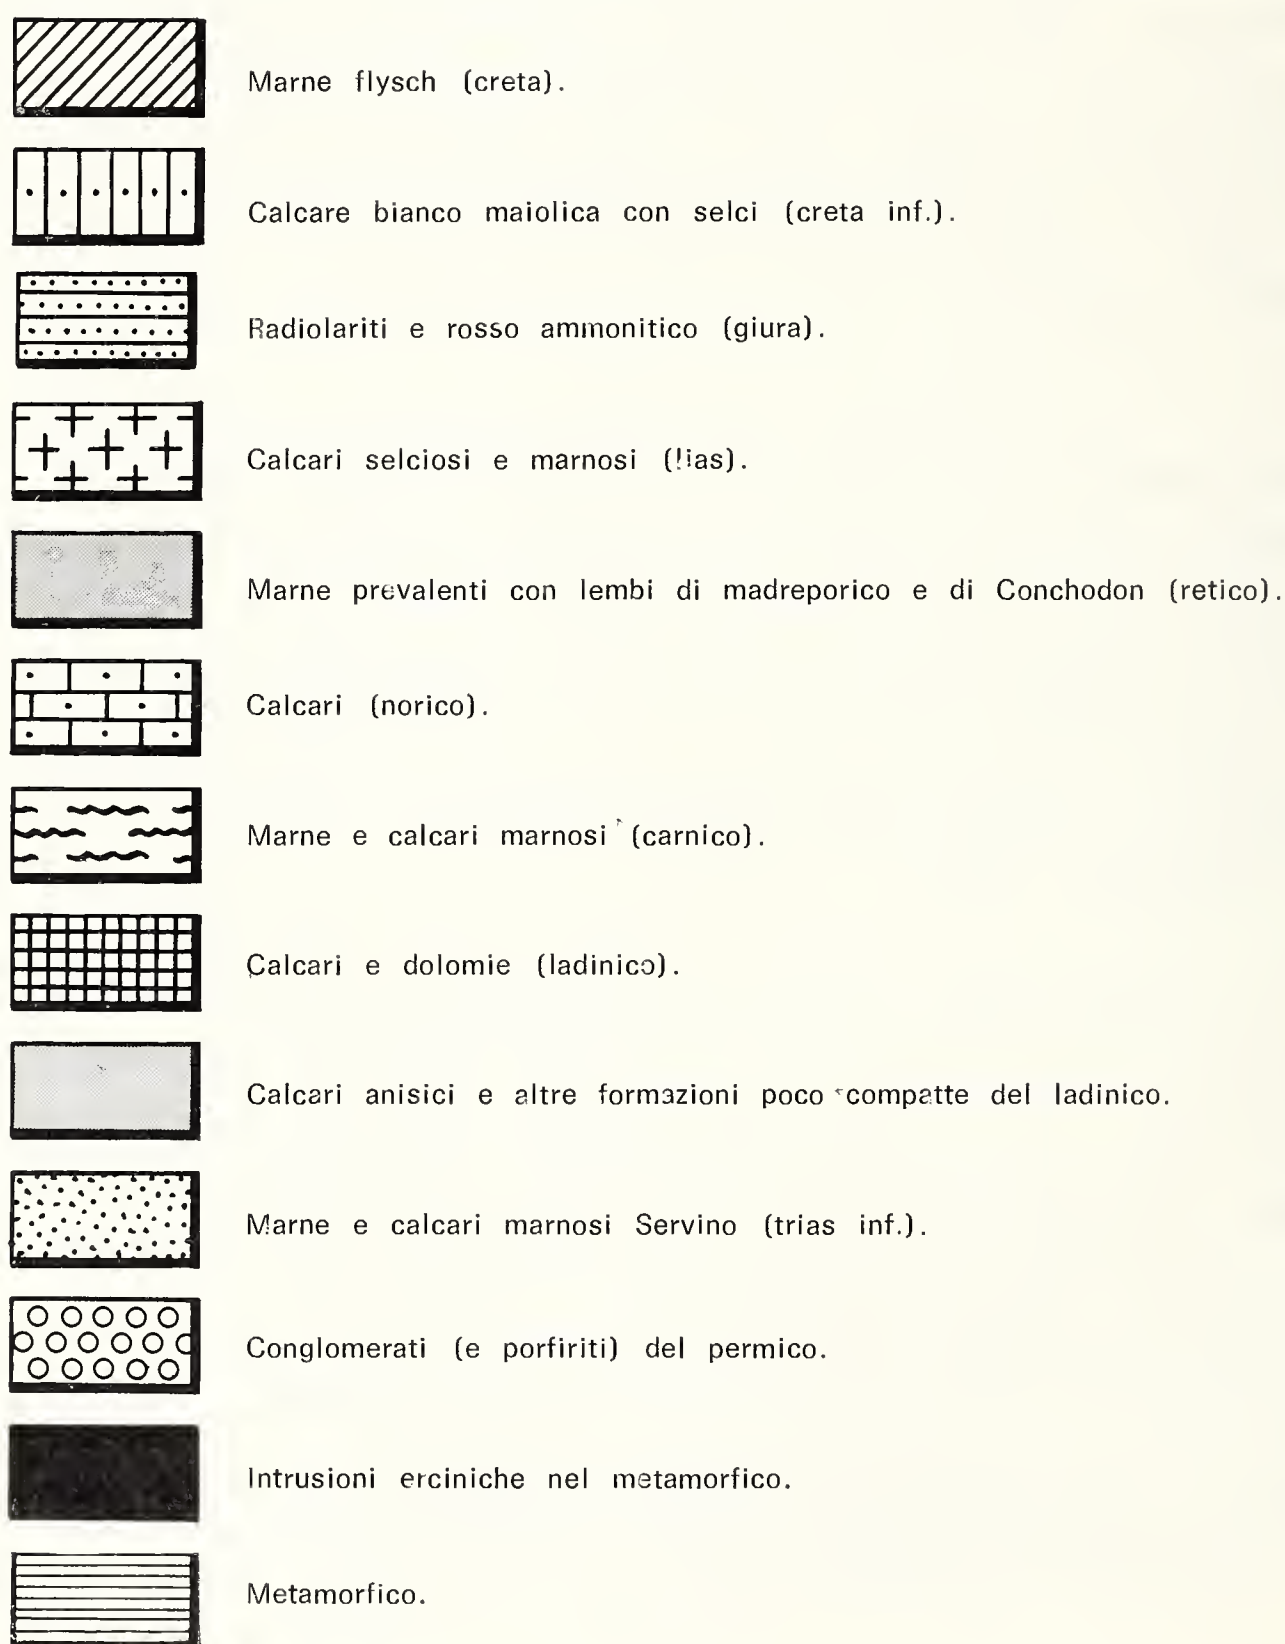 Marne flysch (creta).
Calcare bianco maiolica con selci (creta inf.).
Radiolariti e rosso ammonitico (giura).
Calcari selciosi e marnosi (lias).
Marne prevalenti con lembi di madreporico e di Conchodon (retico).
Calcari (norico).
Marne e calcari marnosi (carnico).
Calcari e dolomie (ladinico).
Calcari anisici e altre formazioni poco compatte del ladinico.
Marne e calcari marnosi Servino (trias inf.).
Conglomerati (e porfiriti) del permico.
Intrusioni erciniche nel metamorfico.
Metamorfico.